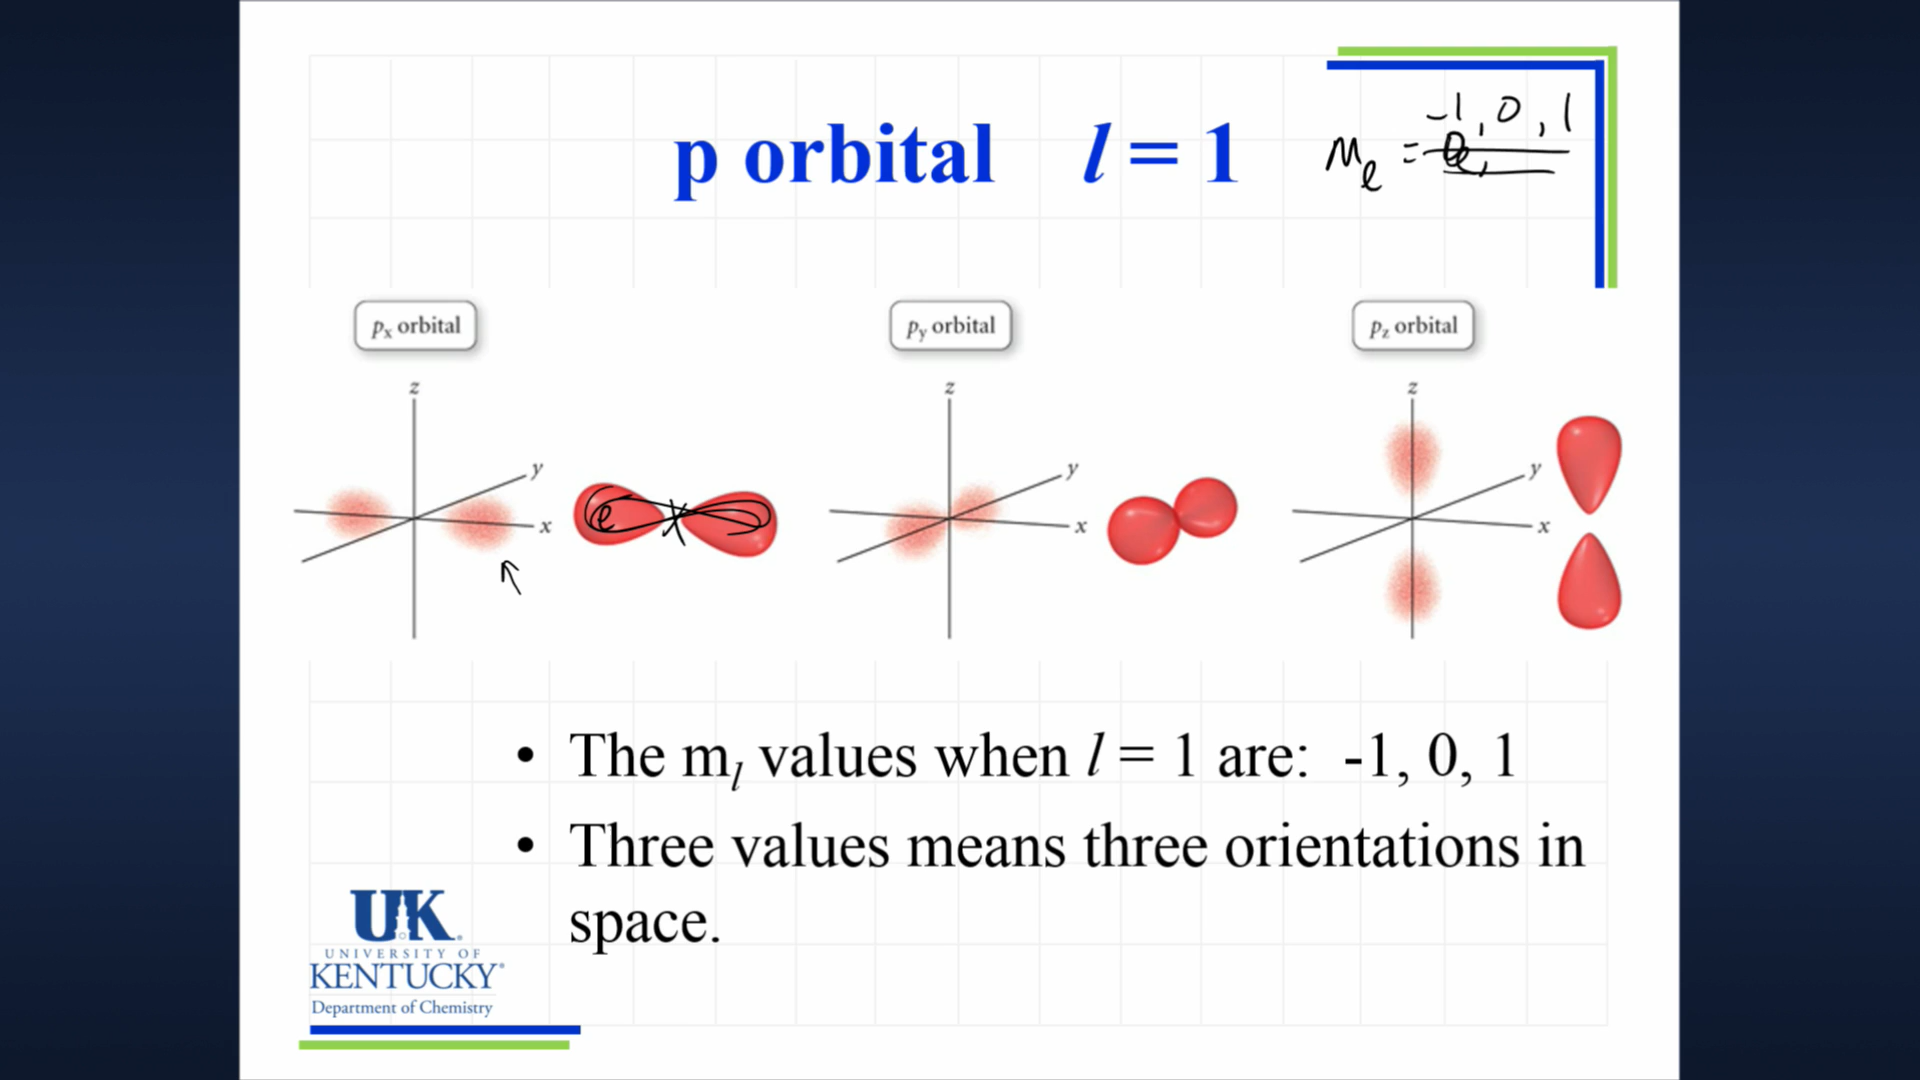 p orbital l = 1
-1, 0, 1
mℓ =
px orbital
py orbital
pz orbital
z
y
x
e
z
y
x
z
y
x
• The ml values when l = 1 are: -1, 0, 1
• Three values means three orientations in
space.
UK
UNIVERSITY OF
KENTUCKY®
Department of Chemistry